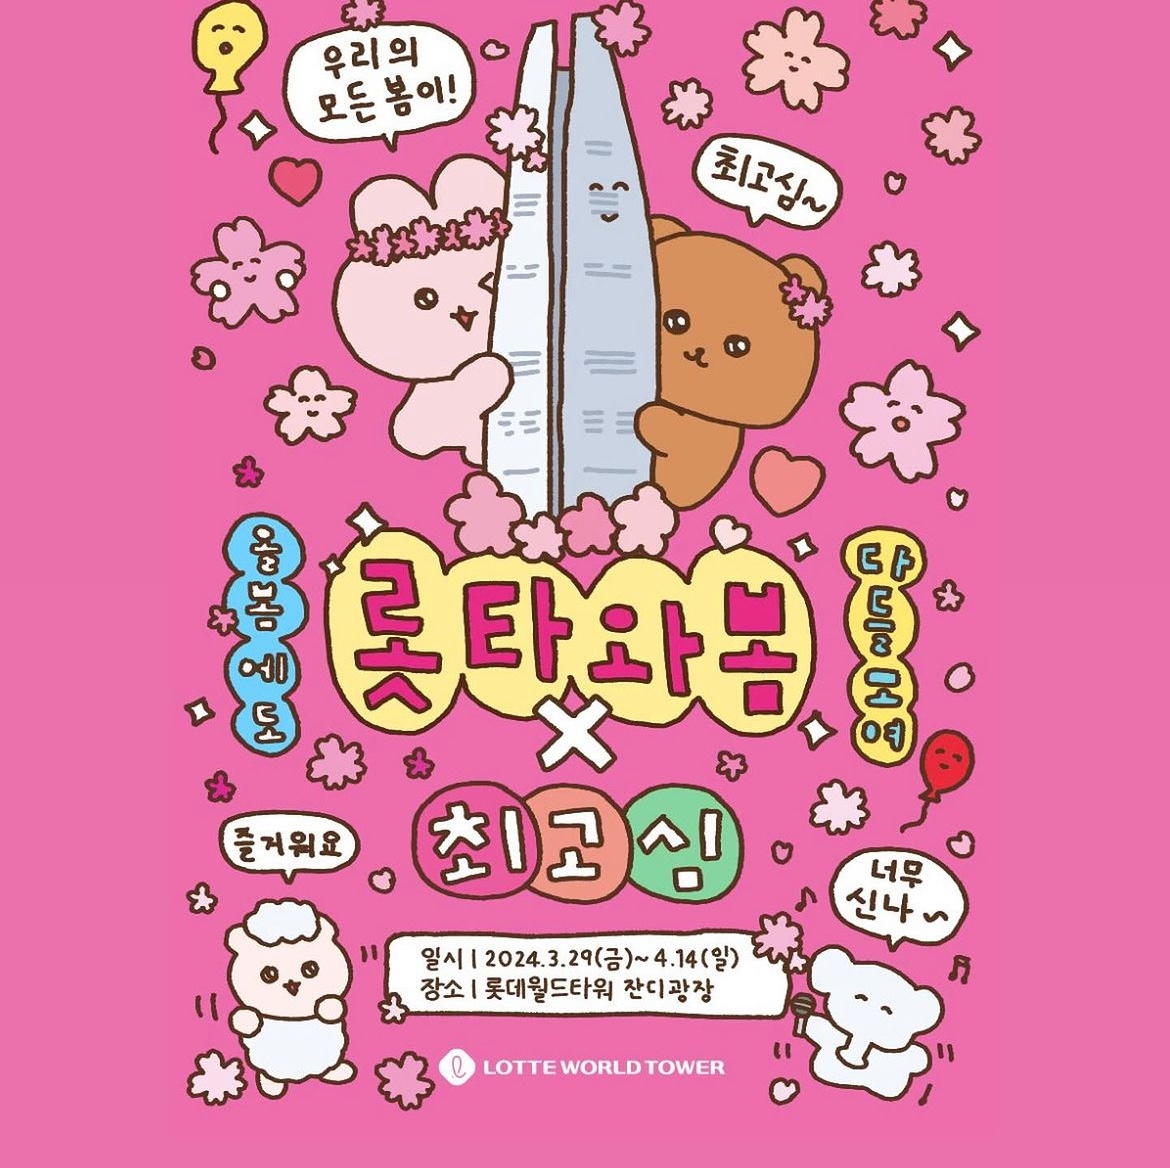 우리의
모든 봄이!
최고심~
올봄에도
롯타와봄
다들모여
X
최고심
즐거워요
너무
신나~
일시 | 2024.3.29(금)~4.14(일)
장소 | 롯데월드타워 잔디광장
LOTTE WORLD TOWER